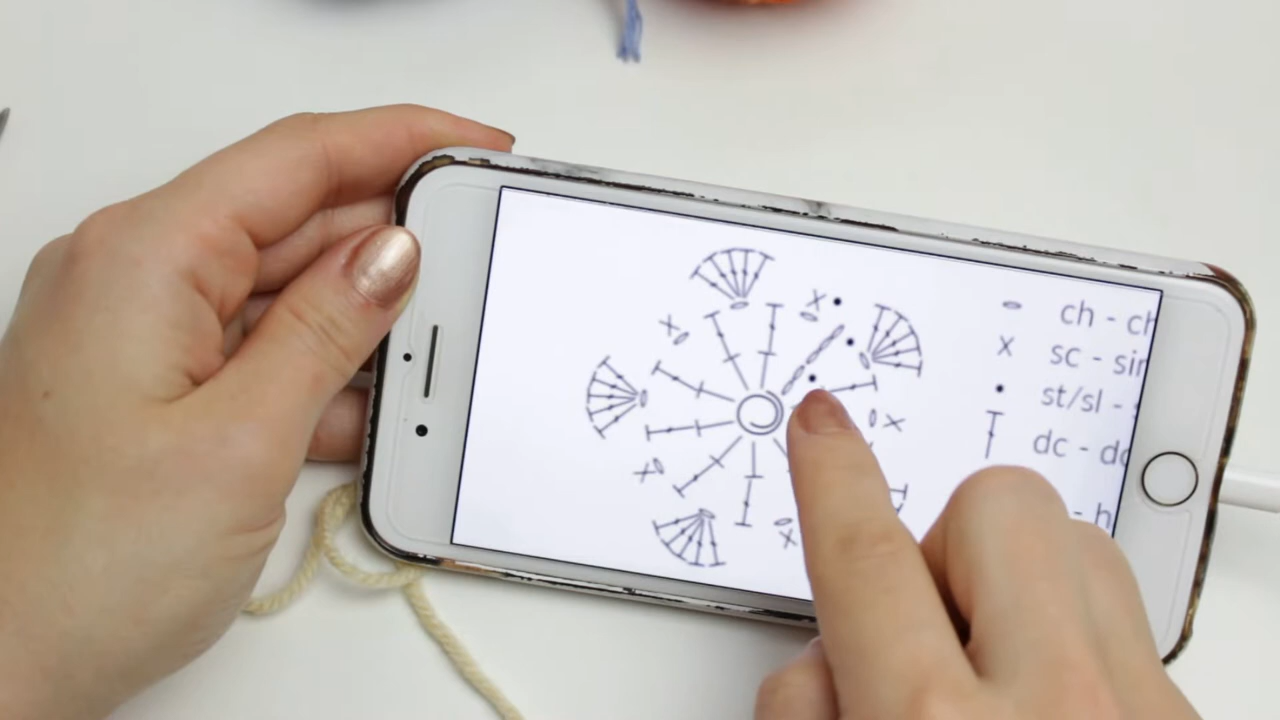 ch - ch
x sc - sin
st/sl -
dc - do
- h